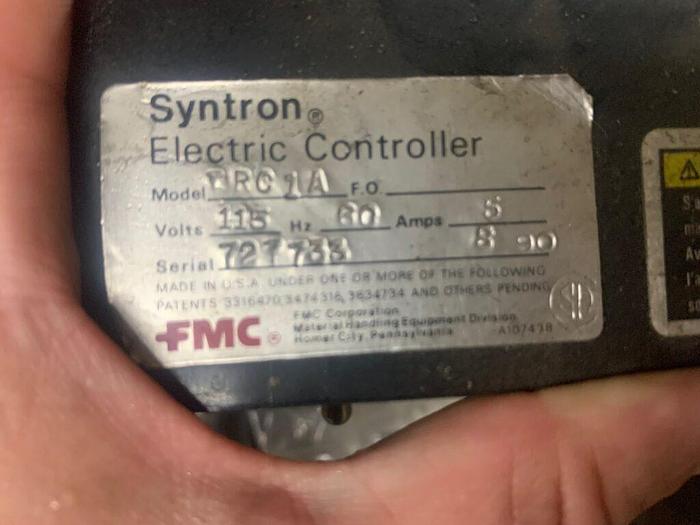 Syntron®
Electric Controller
Model RC 1A F.O.
Volts 115 Hz 60 Amps 5
Serial 727733 8 90
MADE IN U.S.A. UNDER ONE OR MORE OF THE FOLLOWING
PATENTS 3316470, 3474316, 3634734 AND OTHERS PENDING
FMC®
FMC Corporation
Material Handling Equipment Division
Homer City, Pennsylvania A107438